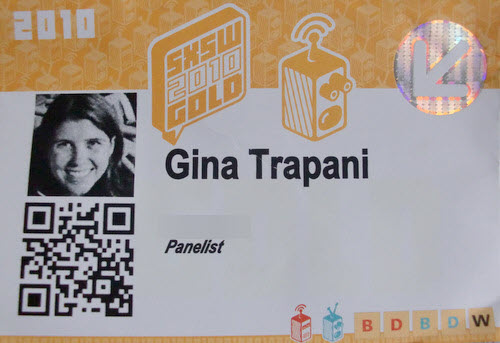 2010
SXSW
2010
GOLD
Gina Trapani
Panelist
B D B D W